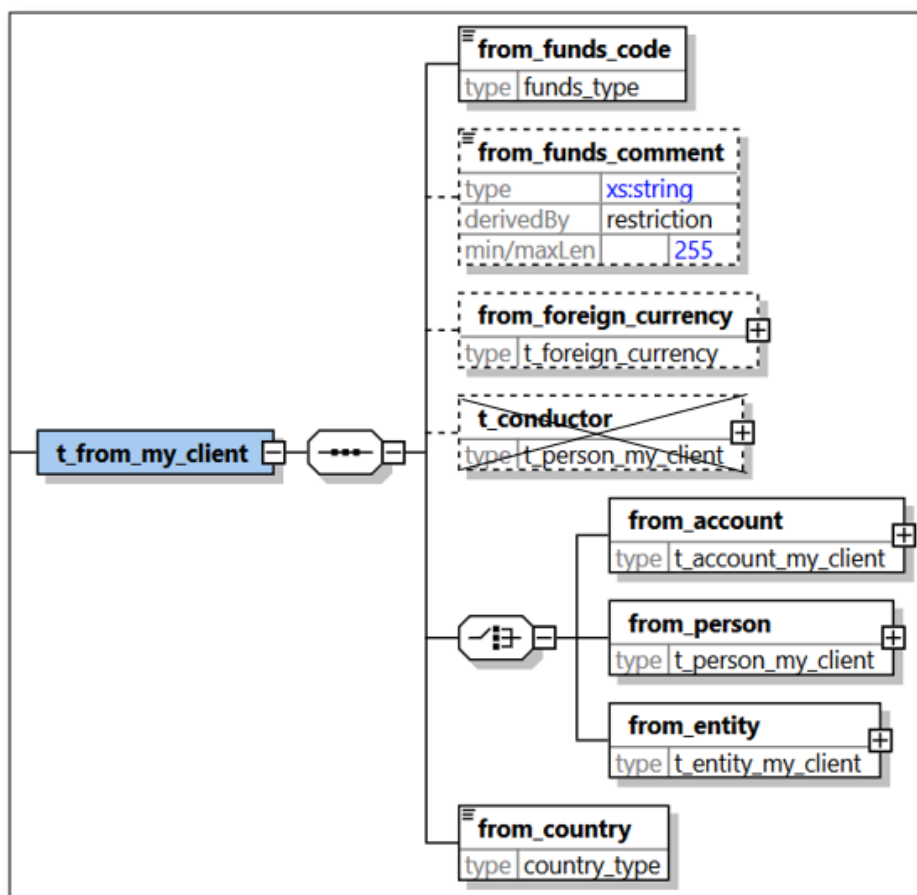 from_funds_code
type funds_type
from_funds_comment
type xs:string
derivedBy restriction
min/maxLen 255
from_foreign_currency
type t_foreign_currency
t_conductor
type t_person_my_client
t_from_my_client
from_account
type t_account_my_client
from_person
type t_person_my_client
from_entity
type t_entity_my_client
from_country
type country_type